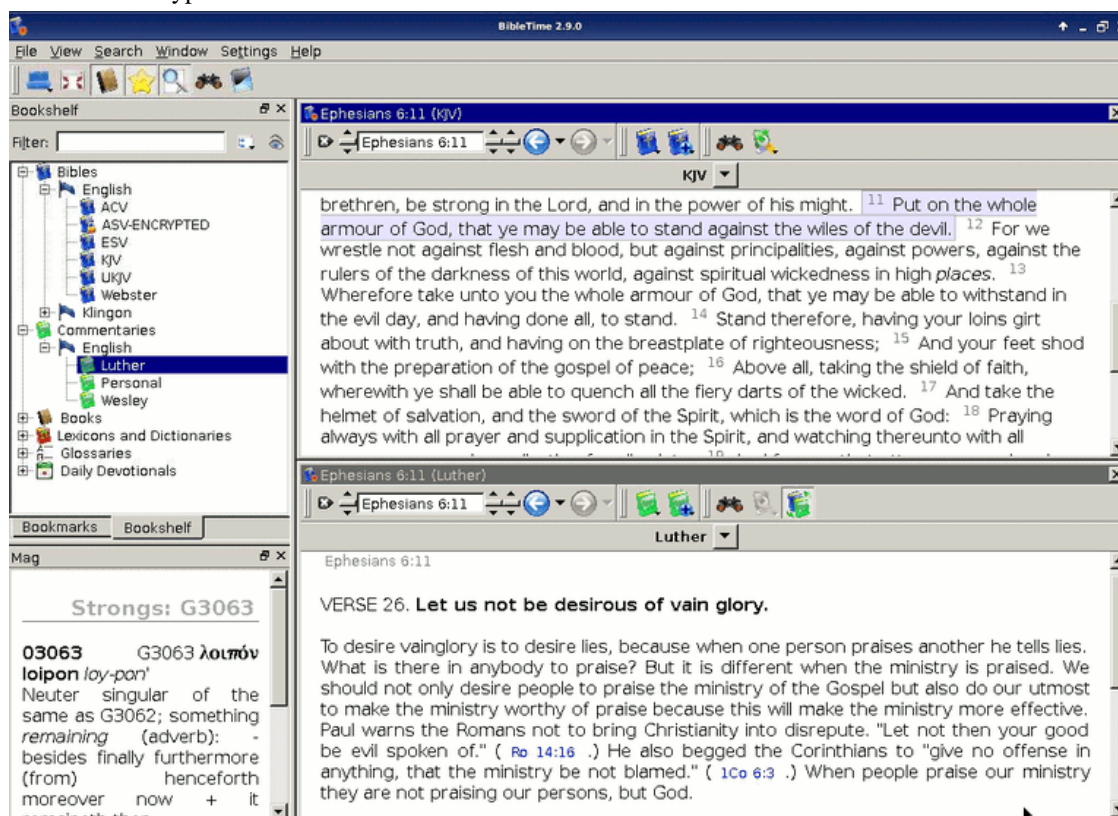 BibleTime 2.9.0
File View Search Window Settings Help
Bookshelf
Filter:
Bibles
English
ACV
ASV-ENCRYPTED
ESV
KJV
UKJV
Webster
Klingon
Commentaries
English
Luther
Personal
Wesley
Books
Lexicons and Dictionaries
Glossaries
Daily Devotionals
Bookmarks Bookshelf
Mag
Strongs: G3063
03063 G3063 λοιπόν
loipon loy-pon'
Neuter singular of the
same as G3062; something
remaining (adverb): -
besides finally furthermore
(from) henceforth
moreover now + it
Ephesians 6:11 (KJV)
Ephesians 6:11
KJV
brethren, be strong in the Lord, and in the power of his might. 11 Put on the whole
armour of God, that ye may be able to stand against the wiles of the devil. 12 For we
wrestle not against flesh and blood, but against principalities, against powers, against the
rulers of the darkness of this world, against spiritual wickedness in high places. 13
Wherefore take unto you the whole armour of God, that ye may be able to withstand in
the evil day, and having done all, to stand. 14 Stand therefore, having your loins girt
about with truth, and having on the breastplate of righteousness; 15 And your feet shod
with the preparation of the gospel of peace; 16 Above all, taking the shield of faith,
wherewith ye shall be able to quench all the fiery darts of the wicked. 17 And take the
helmet of salvation, and the sword of the Spirit, which is the word of God: 18 Praying
always with all prayer and supplication in the Spirit, and watching thereunto with all
Ephesians 6:11 (Luther)
Ephesians 6:11
Luther
Ephesians 6:11
VERSE 26. Let us not be desirous of vain glory.
To desire vainglory is to desire lies, because when one person praises another he tells lies.
What is there in anybody to praise? But it is different when the ministry is praised. We
should not only desire people to praise the ministry of the Gospel but also do our utmost
to make the ministry worthy of praise because this will make the ministry more effective.
Paul warns the Romans not to bring Christianity into disrepute. "Let not then your good
be evil spoken of." ( Ro 14:16 .) He also begged the Corinthians to "give no offense in
anything, that the ministry be not blamed." ( 1Co 6:3 .) When people praise our ministry
they are not praising our persons, but God.